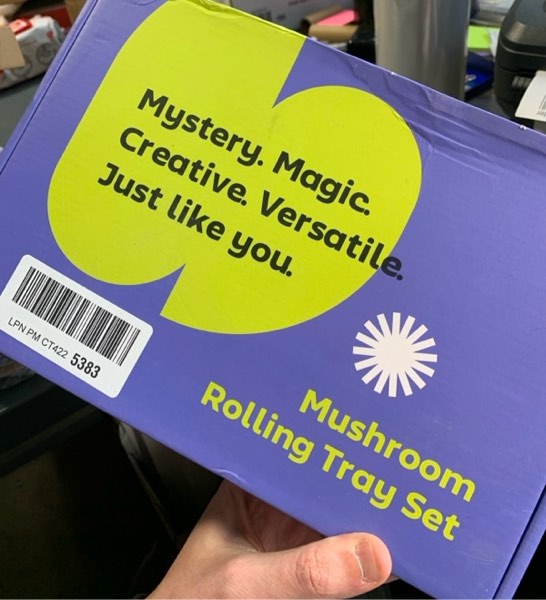 Mystery. Magic.
Creative. Versatile.
Just like you.
LPN PM CT422 5383
Mushroom
Rolling Tray Set